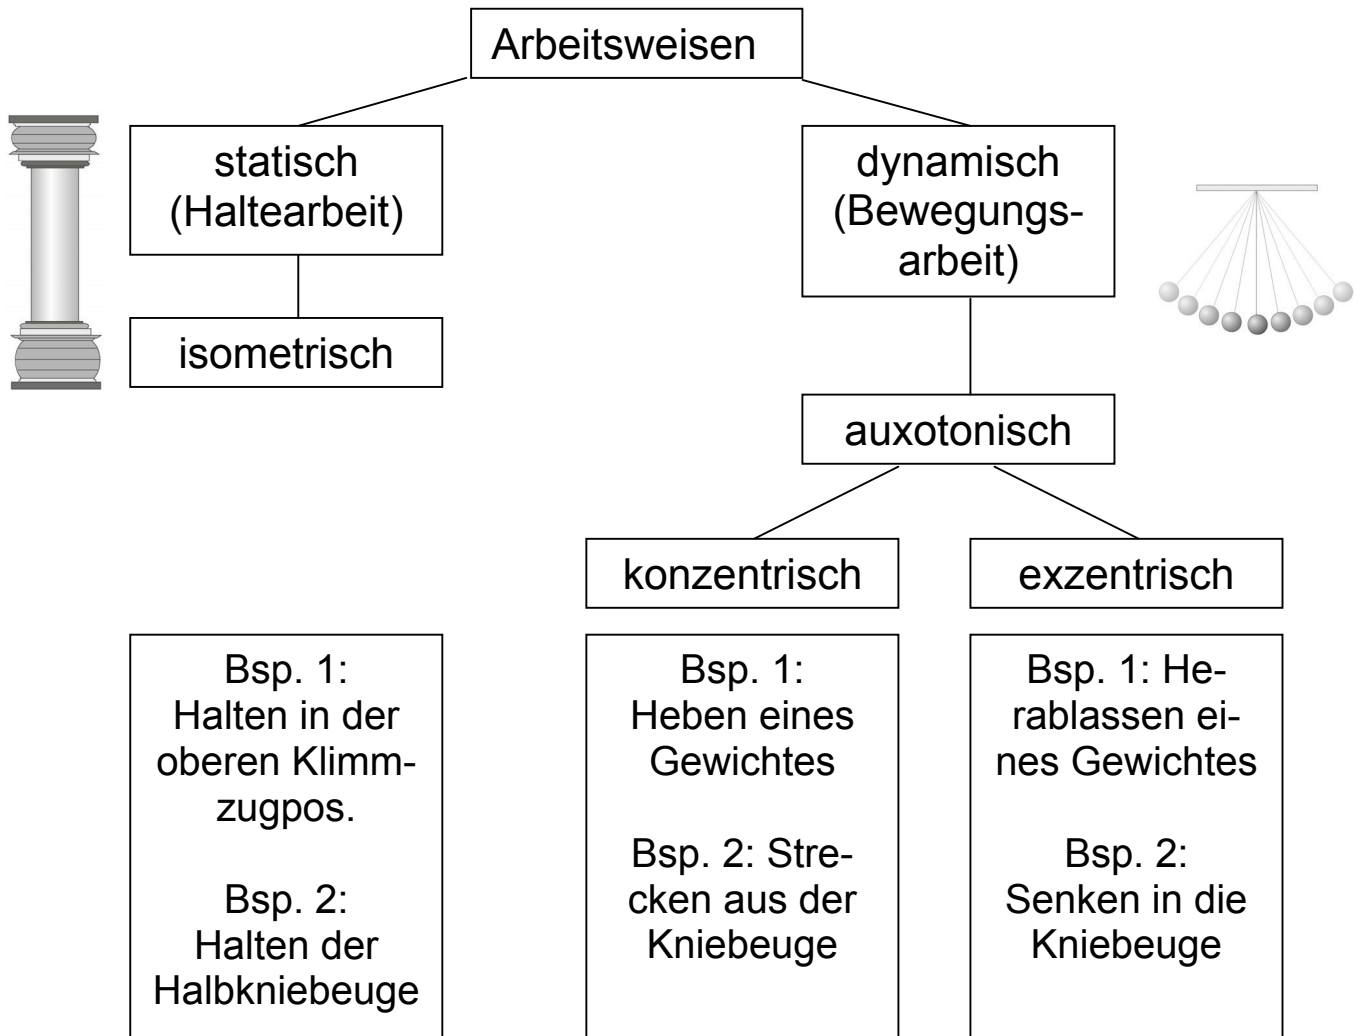 Arbeitsweisen
statisch
(Haltearbeit)
dynamisch
(Bewegungs-
arbeit)
isometrisch
auxotonisch
konzentrisch
exzentrisch
Bsp. 1:
Halten in der
oberen Klimm-
zugpos.
Bsp. 2:
Halten der
Halbkniebeuge
Bsp. 1:
Heben eines
Gewichtes
Bsp. 2: Stre-
cken aus der
Kniebeuge
Bsp. 1: He-
rablassen ei-
nes Gewichtes
Bsp. 2:
Senken in die
Kniebeuge